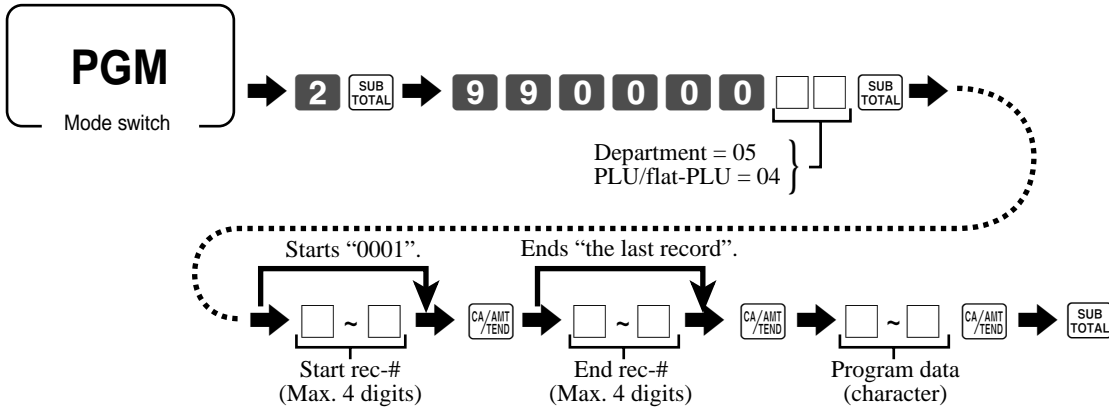 PGM
Mode switch
2 SUB TOTAL 9 9 0 0 0 0 SUB TOTAL
Department = 05
PLU/flat-PLU = 04
Starts “0001”. Ends “the last record”.
~ CA/AMT /TEND ~ CA/AMT /TEND ~ CA/AMT /TEND SUB TOTAL
Start rec-# End rec-# Program data
(Max. 4 digits) (Max. 4 digits) (character)